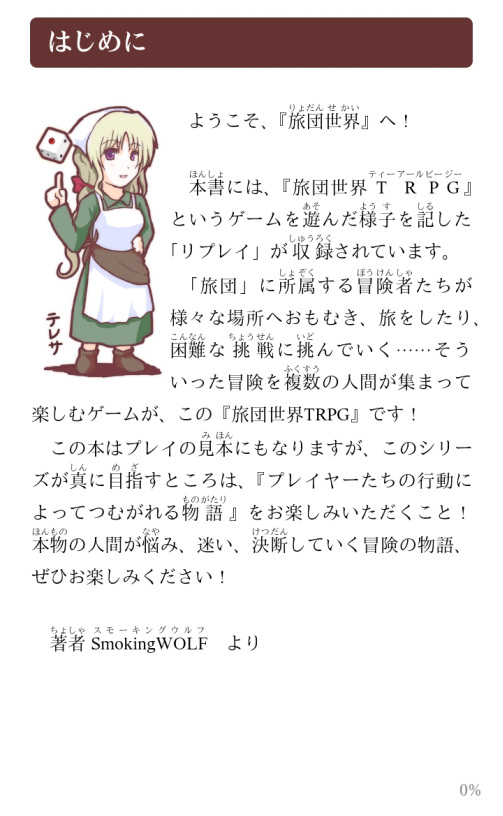 はじめに
ようこそ、『旅団世界』へ!
本書には、『旅団世界TRPG』
というゲームを遊んだ様子を記した
「リプレイ」が収録されています。
「旅団」に所属する冒険者たちが
様々な場所へおもむき、旅をしたり、
困難な挑戦に挑んでいく……そう
いった冒険を複数の人間が集まって
楽しむゲームが、この『旅団世界TRPG』です!
この本はプレイの見本にもなりますが、このシリー
ズが真に目指すところは、『プレイヤーたちの行動に
よってつむがれる物語』をお楽しみいただくこと!
本物の人間が悩み、迷い、決断していく冒険の物語、
ぜひお楽しみください!
著者 SmokingWOLF より
テレサ
0%